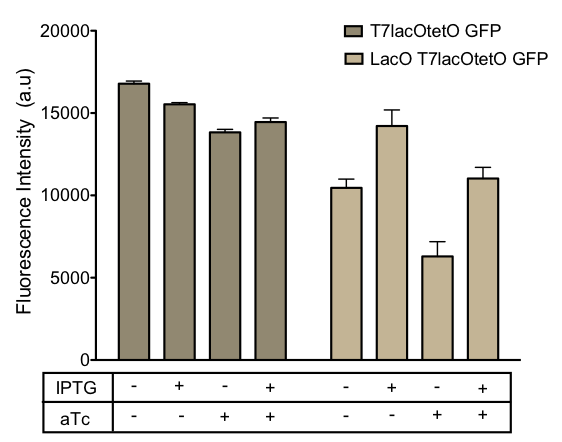 T7lacOtetO GFP
LacO T7lacOtetO GFP
Fluorescence Intensity (a.u)
20000
15000
10000
5000
0
IPTG - + - + - + - +
aTc - - + + - - + +